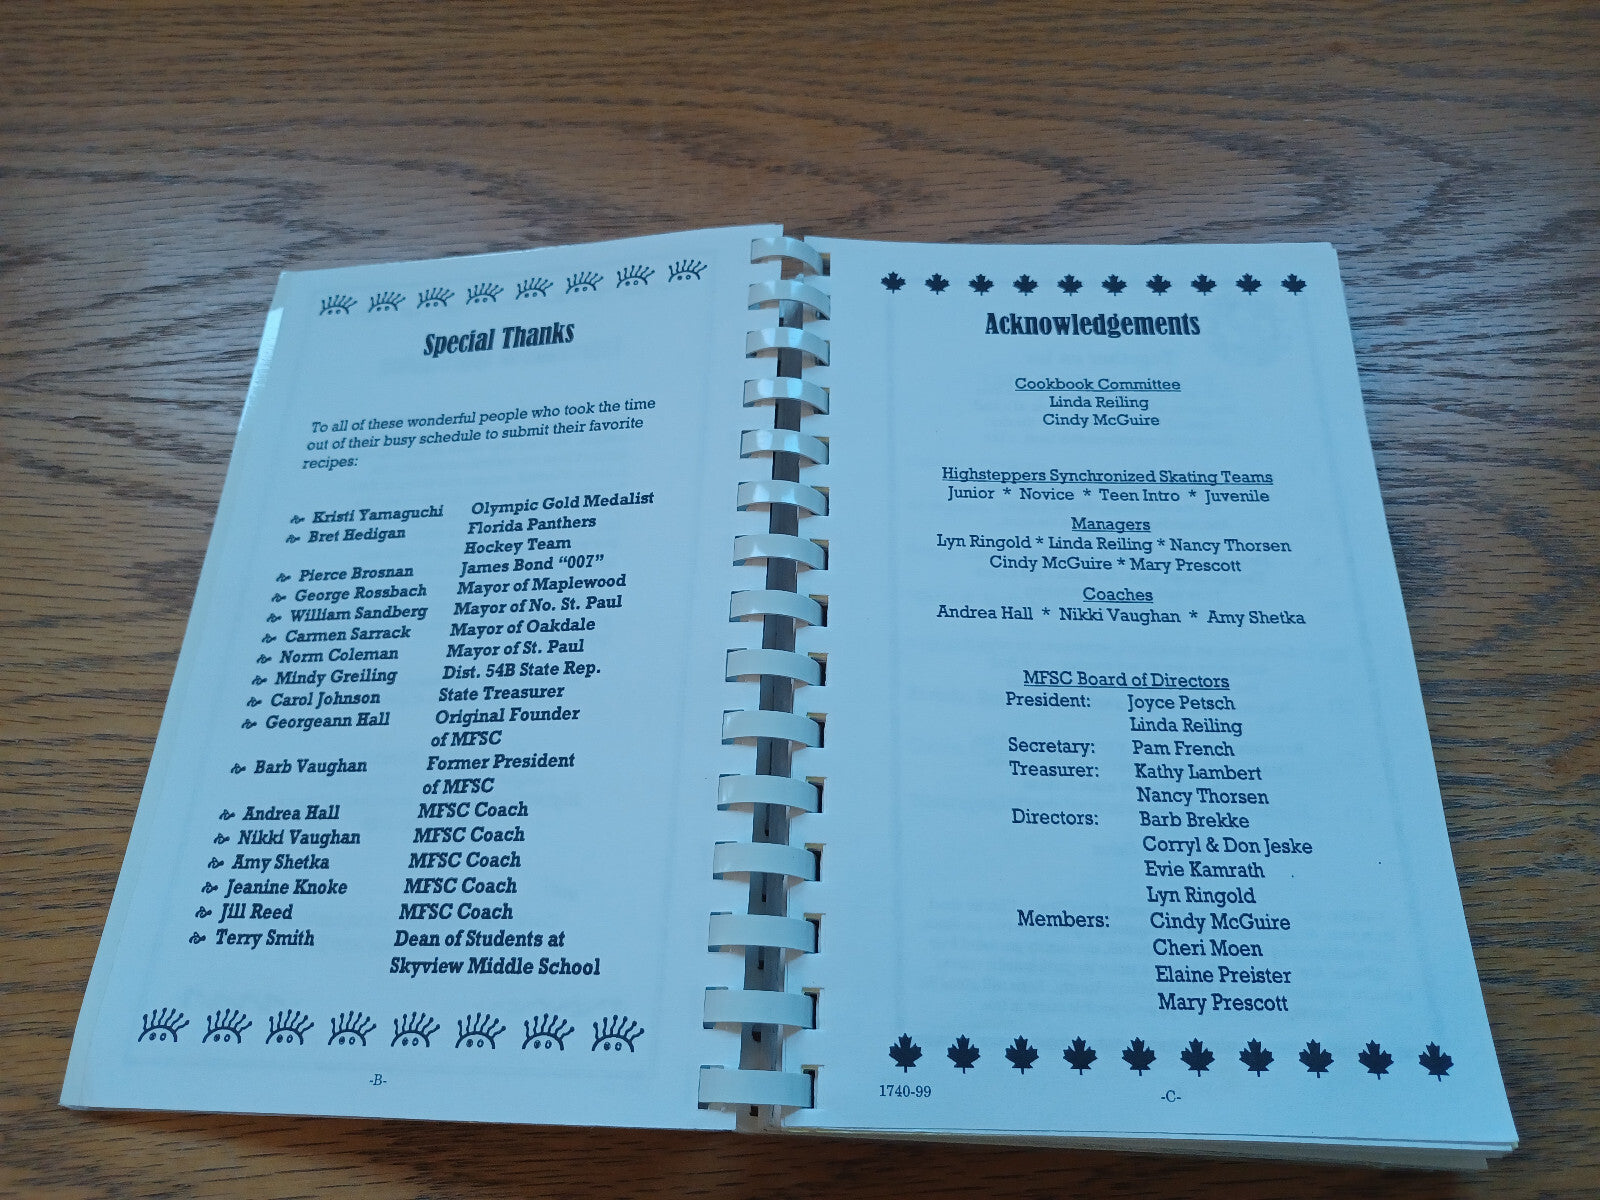 Special Thanks
To all of these wonderful people who took the time
out of their busy schedule to submit their favorite
recipes:
Kristi Yamaguchi Olympic Gold Medalist
Bret Hedigan Florida Panthers
Hockey Team
Pierce Brosnan James Bond “007”
George Rossbach Mayor of Maplewood
William Sandberg Mayor of No. St. Paul
Carmen Sarrack Mayor of Oakdale
Norm Coleman Mayor of St. Paul
Mindy Greiling Dist. 54B State Rep.
Carol Johnson State Treasurer
Georgeann Hall Original Founder
of MFSC
Barb Vaughan Former President
of MFSC
Andrea Hall MFSC Coach
Nikki Vaughan MFSC Coach
Amy Shetka MFSC Coach
Jeanine Knoke MFSC Coach
Jill Reed MFSC Coach
Terry Smith Dean of Students at
Skyview Middle School
-B-
Acknowledgements
Cookbook Committee
Linda Reiling
Cindy McGuire
Highsteppers Synchronized Skating Teams
Junior * Novice * Teen Intro * Juvenile
Managers
Lyn Ringold * Linda Reiling * Nancy Thorsen
Cindy McGuire * Mary Prescott
Coaches
Andrea Hall * Nikki Vaughan * Amy Shetka
MFSC Board of Directors
President: Joyce Petsch
Linda Reiling
Secretary: Pam French
Treasurer: Kathy Lambert
Nancy Thorsen
Directors: Barb Brekke
Corryl & Don Jeske
Evie Kamrath
Lyn Ringold
Members: Cindy McGuire
Cheri Moen
Elaine Preister
Mary Prescott
1740-99
-C-